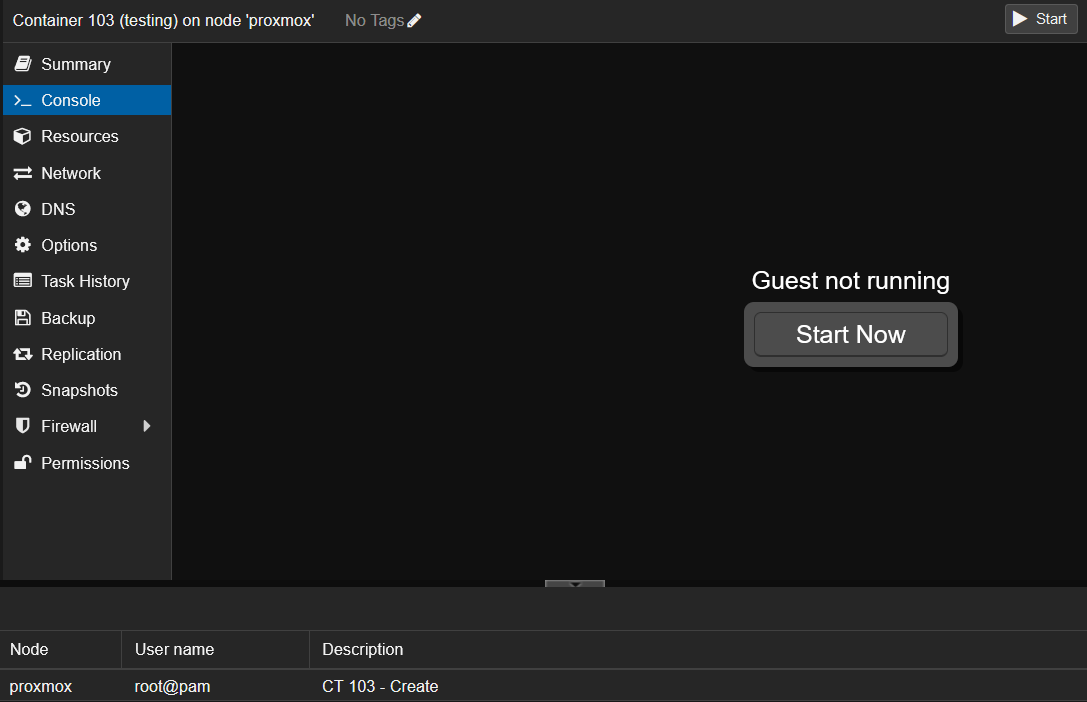 Container 103 (testing) on node 'proxmox' No Tags Start
Summary
Console
Resources
Network
DNS
Options
Task History
Backup
Replication
Snapshots
Firewall
Permissions
Guest not running
Start Now
Node User name Description
proxmox root@pam CT 103 - Create